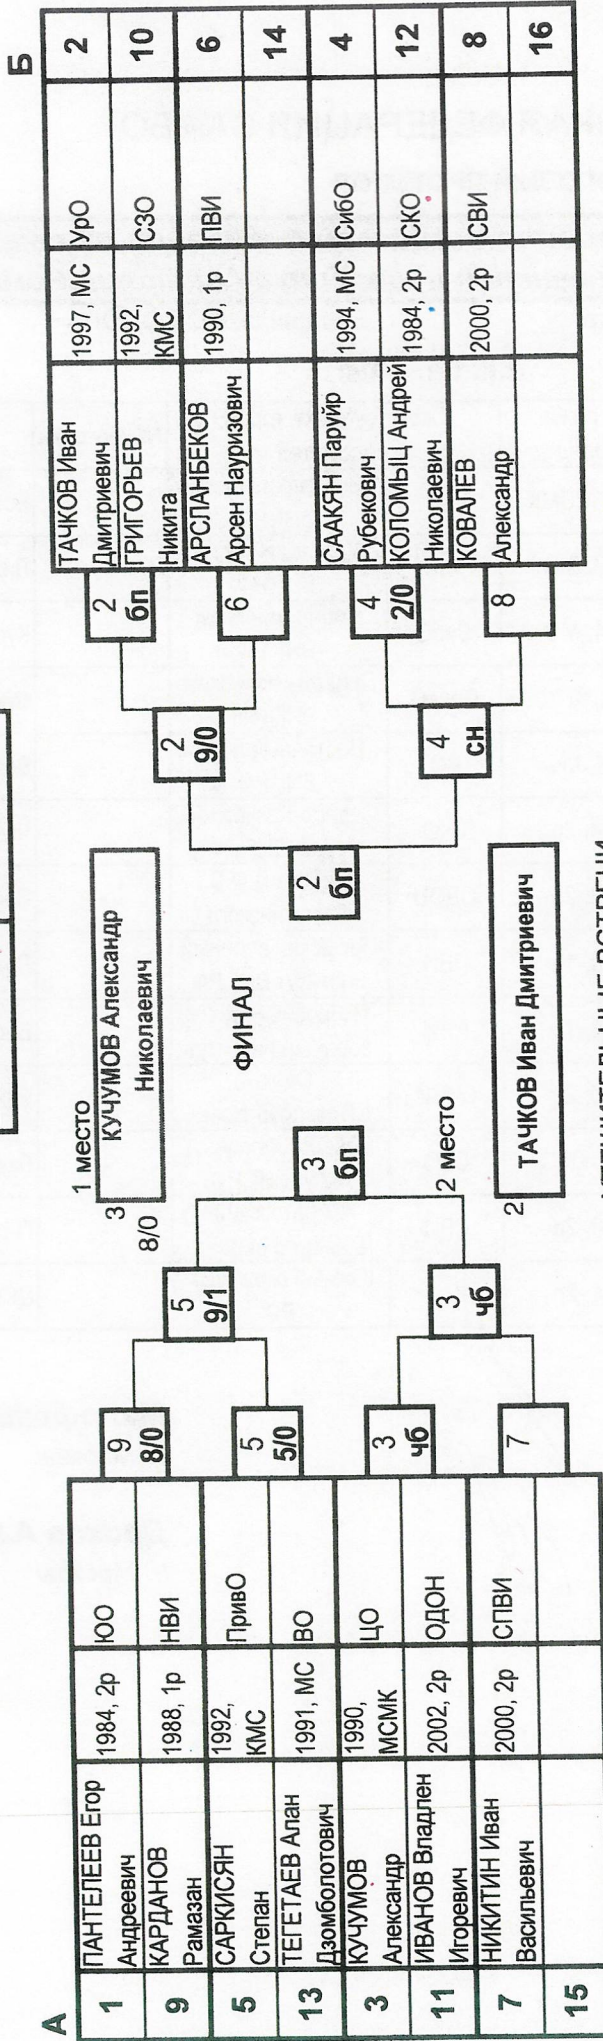 А
1 ПАНТЕЛЕЕВ Егор 1984, 2р ЮО
Андреевич
9 КАРДАНОВ 1988, 1р НВИ
Рамазан
5 САРКИСЯН 1992, ПривО
Степан КМС
13 ТЕГЕТАЕВ Алан 1991, МС ВО
Дзомболотович
3 КУЧУМОВ 1990, ЦО
Александр МСМК
11 ИВАНОВ Владлен 2002, 2р ОДОН
Игоревич
7 НИКИТИН Иван 2000, 2р СПВИ
Васильевич
15
9
8/0
5
5/0
3
чб
7
5
9/1
3
чб
3
бп
1 место
3
КУЧУМОВ Александр
Николаевич
8/0
ФИНАЛ
2 место
2
ТАЧКОВ Иван Дмитриевич
2
бп
2
9/0
4
сн
2
бп
6
4
2/0
8
Б
ТАЧКОВ Иван 1997, МС УрО 2
Дмитриевич
ГРИГОРЬЕВ 1992, СЗО 10
Никита КМС
АРСЛАНБЕКОВ 1990, 1р ПВИ 6
Арсен Науризович
14
СААКЯН Паруйр 1994, МС СибО 4
Рубекович
КОЛОМЫЦ Андрей 1984, 2р СКО 12
Николаевич
КОВАЛЕВ 2000, 2р СВИ 8
Александр
16